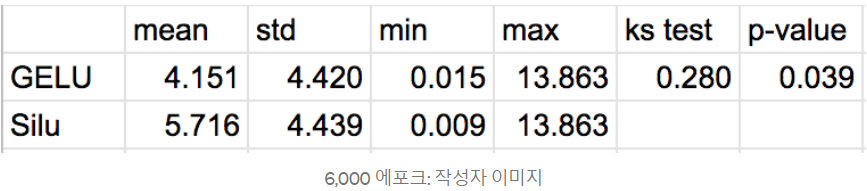 mean std min max ks test p-value
GELU 4.151 4.420 0.015 13.863 0.280 0.039
Silu 5.716 4.439 0.009 13.863
6,000 에포크: 작성자 이미지